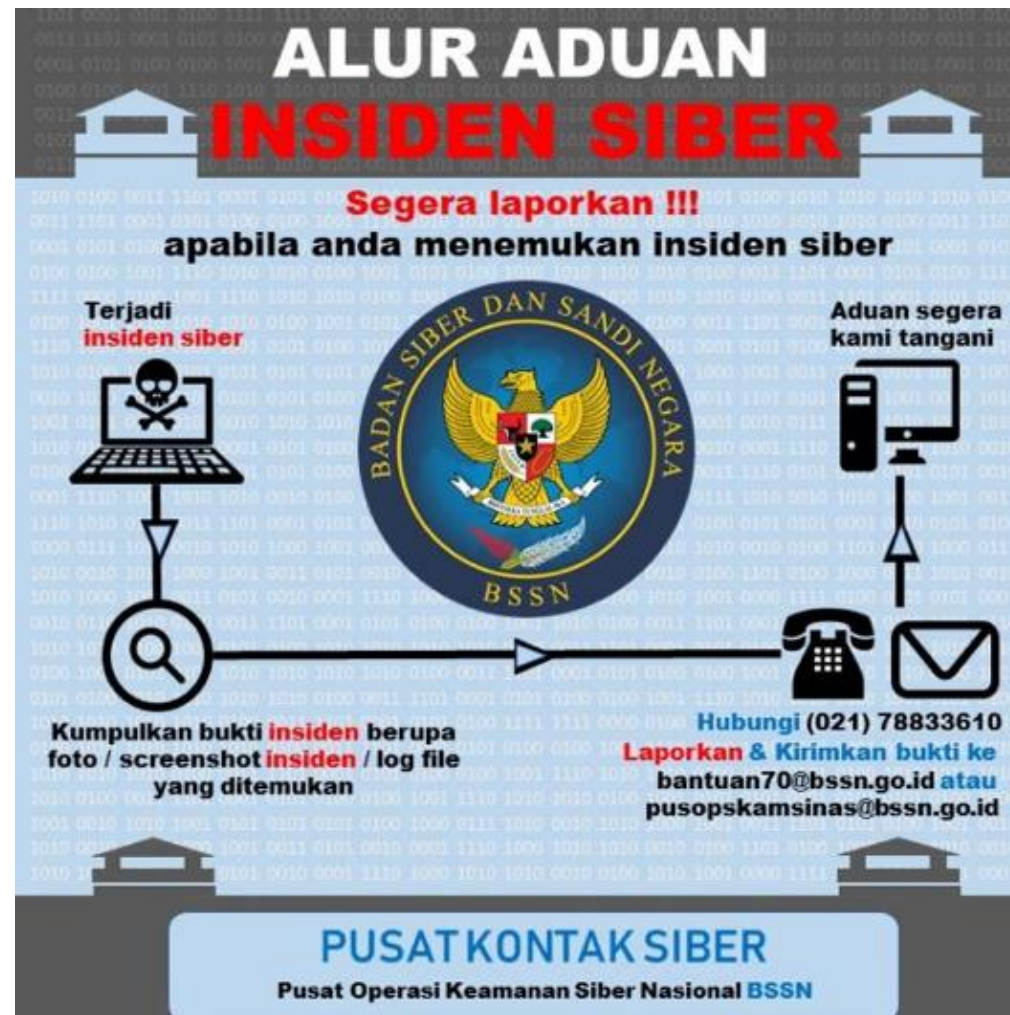 ALUR ADUAN
INSIDEN SIBER
Segera laporkan !!!
apabila anda menemukan insiden siber
Terjadi
insiden siber
BADAN SIBER DAN SANDI NEGARA
BSSN
Aduan segera
kami tangani
Kumpulkan bukti insiden berupa
foto / screenshot insiden / log file
yang ditemukan
Hubungi (021) 78833610
Laporkan & Kirimkan bukti ke
bantuan70@bssn.go.id atau
pusopskamsinas@bssn.go.id
PUSAT KONTAK SIBER
Pusat Operasi Keamanan Siber Nasional BSSN